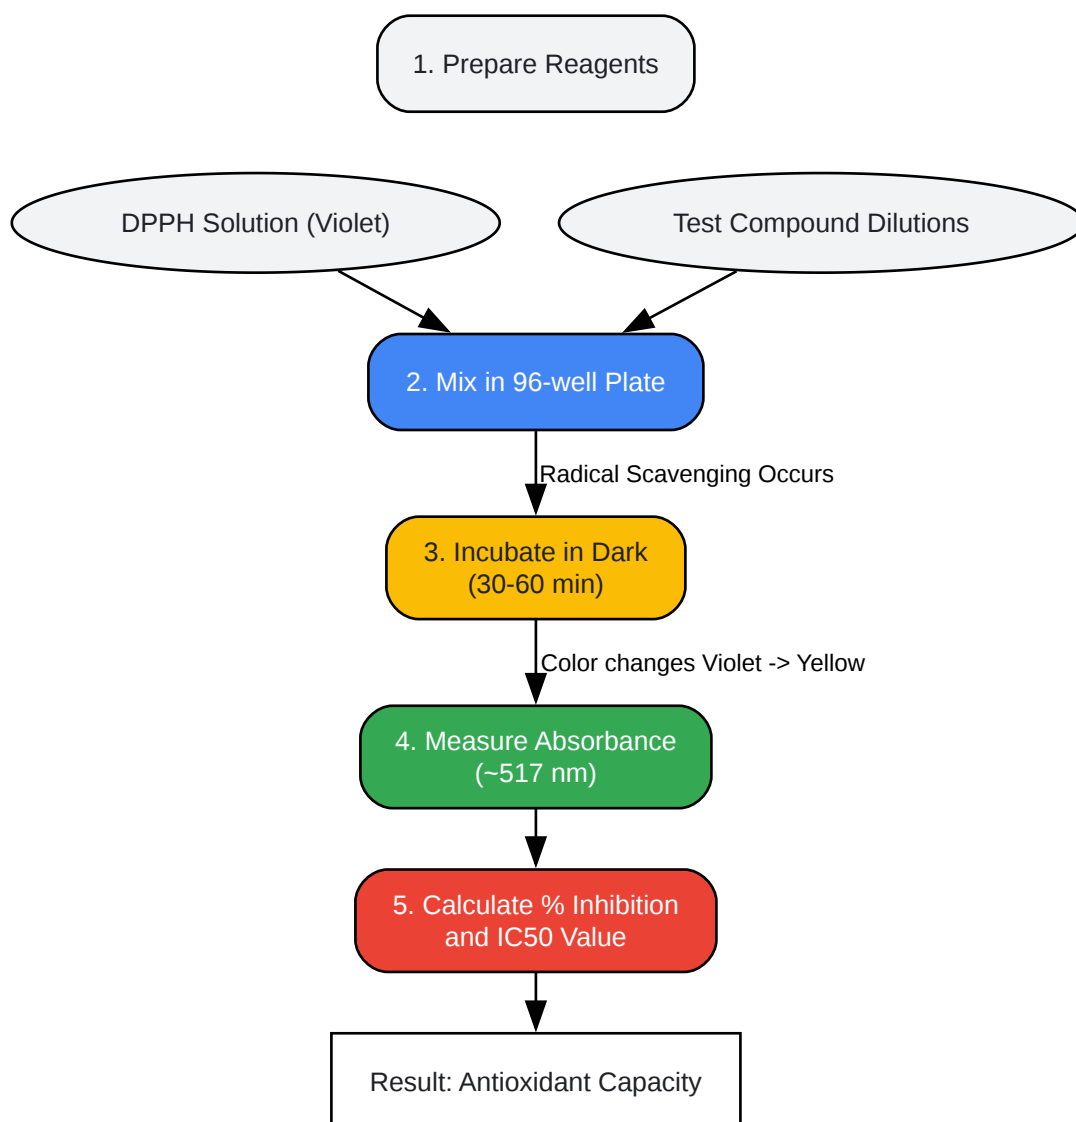 1. Prepare Reagents
DPPH Solution (Violet)
Test Compound Dilutions
2. Mix in 96-well Plate
Radical Scavenging Occurs
3. Incubate in Dark
(30-60 min)
Color changes Violet -> Yellow
4. Measure Absorbance
(~517 nm)
5. Calculate % Inhibition
and IC50 Value
Result: Antioxidant Capacity